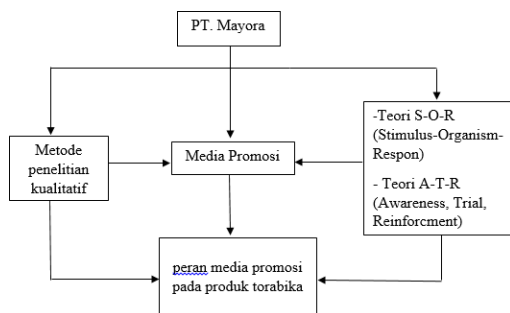 PT. Mayora
Metode
penelitian
kualitatif
Media Promosi
-Teori S-O-R
(Stimulus-Organism-
Respon)
- Teori A-T-R
(Awareness, Trial,
Reinforcment)
peran media promosi
pada produk torabika